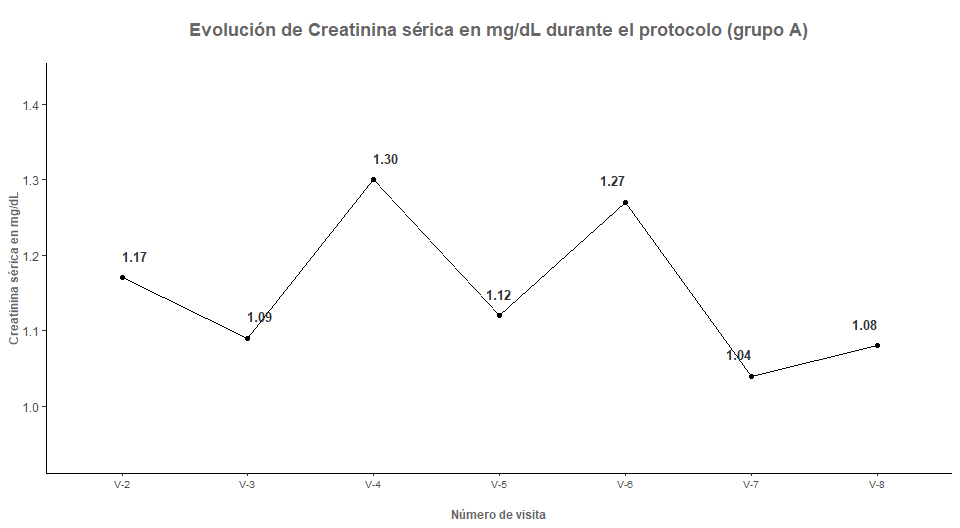 Evolución de Creatinina sérica en mg/dL durante el protocolo (grupo A)
Creatinina sérica en mg/dL
1.4
1.3
1.2
1.1
1.0
1.17
1.09
1.30
1.12
1.27
1.04
1.08
V-2
V-3
V-4
V-5
V-6
V-7
V-8
Número de visita